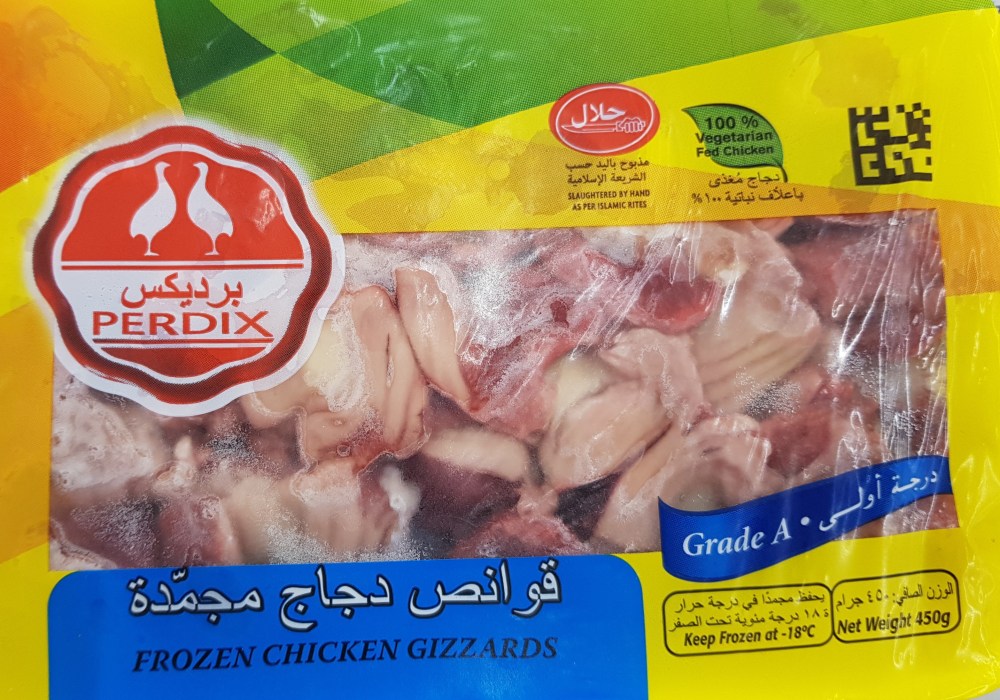 حلال
مذبوح باليد حسب
الشريعة الإسلامية
SLAUGHTERED BY HAND
AS PER ISLAMIC RITES
100 %
Vegetarian
Fed Chicken
دجاج مُغذى
باعلاف نباتية ١٠٠%
برديكس
PERDIX
درجة أولى • Grade A
قوانص دجاج مجمّدة
FROZEN CHICKEN GIZZARDS
يحفظ مجمدًا في درجة حرار
ة ١٨ درجة مئوية تحت الصفر
Keep Frozen at -18°C
الوزن الصافي: ٤٥٠ جرام
Net Weight 450g